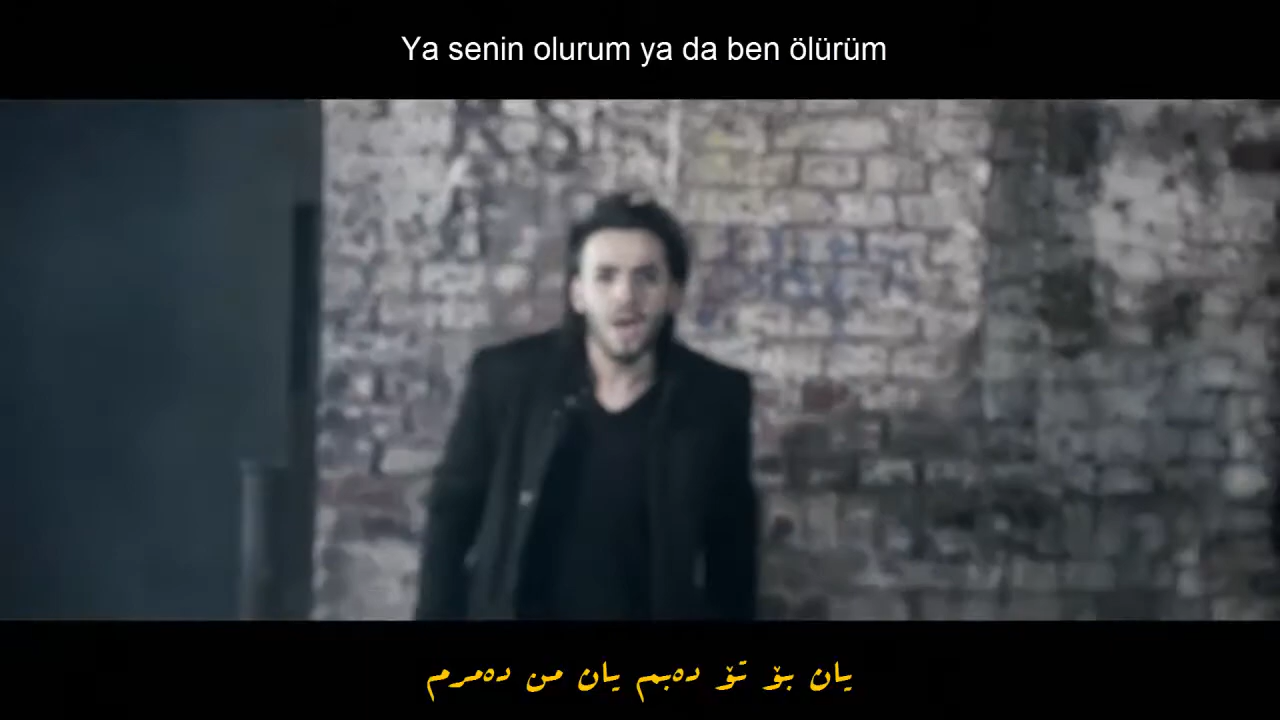 Ya senin olurum ya da ben ölürüm
یان بۆ تۆ دەبم یان من دەمرم